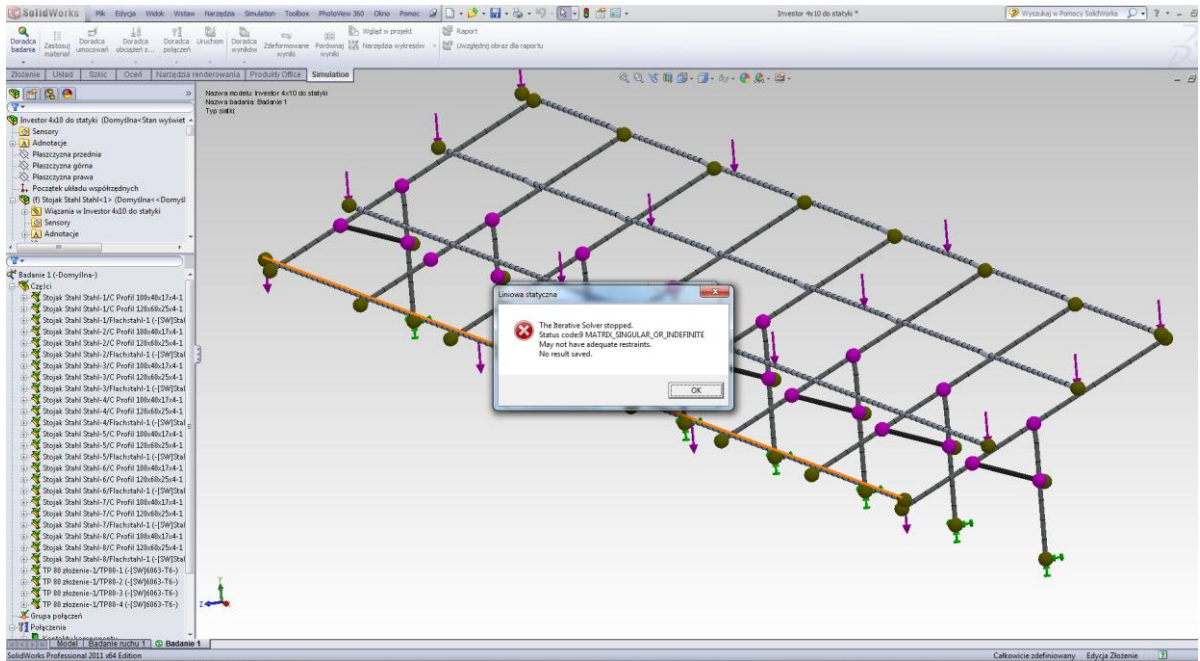 SolidWorks Plik Edycja Widok Wstaw Narzędzia Simulation Toolbox PhotoView 360 Okno Pomoc
Investor 4x10 do statyki *
Wyszukaj w Pomocy SolidWorks
Doradca badania
Zastosuj materiał
Doradca umocowań
Doradca obciążeń z...
Doradca połączeń
Uruchom
Doradca wyników
Zdeformowane wyniki
Porównaj wyniki
Wgląd w projekt
Narzędzia wykresów
Raport
Uwzględnij obraz dla raportu
Złożenie Układ Szkic Oceń Narzędzia renderowania Produkty Office Simulation
Nazwa modelu: Investor 4x10 do statyki
Nazwa badania: Badanie 1
Typ siatki
Investor 4x10 do statyki (Domyślna<Stan wyświet
Sensory
Adnotacje
Płaszczyzna przednia
Płaszczyzna górna
Płaszczyzna prawa
Początek układu współrzędnych
(f) Stojak Stahl Stahl<1> (Domyślna<<Domyśl
Wiązania w Investor 4x10 do statyki
Sensory
Adnotacje
Badanie 1 (-Domyślna-)
Części
Stojak Stahl Stahl-1/C Profil 100x40x17x4-1
Stojak Stahl Stahl-1/C Profil 120x60x25x4-1
Stojak Stahl Stahl-1/Flachstahl-1 (-[SW]Stal
Stojak Stahl Stahl-2/C Profil 100x40x17x4-1
Stojak Stahl Stahl-2/C Profil 120x60x25x4-1
Stojak Stahl Stahl-2/Flachstahl-1 (-[SW]Stal
Stojak Stahl Stahl-3/C Profil 100x40x17x4-1
Stojak Stahl Stahl-3/C Profil 120x60x25x4-1
Stojak Stahl Stahl-3/Flachstahl-1 (-[SW]Stal
Stojak Stahl Stahl-4/C Profil 100x40x17x4-1
Stojak Stahl Stahl-4/C Profil 120x60x25x4-1
Stojak Stahl Stahl-4/Flachstahl-1 (-[SW]Stal
Stojak Stahl Stahl-5/C Profil 100x40x17x4-1
Stojak Stahl Stahl-5/C Profil 120x60x25x4-1
Stojak Stahl Stahl-5/Flachstahl-1 (-[SW]Stal
Stojak Stahl Stahl-6/C Profil 100x40x17x4-1
Stojak Stahl Stahl-6/C Profil 120x60x25x4-1
Stojak Stahl Stahl-6/Flachstahl-1 (-[SW]Stal
Stojak Stahl Stahl-7/C Profil 100x40x17x4-1
Stojak Stahl Stahl-7/C Profil 120x60x25x4-1
Stojak Stahl Stahl-7/Flachstahl-1 (-[SW]Stal
Stojak Stahl Stahl-8/C Profil 100x40x17x4-1
Stojak Stahl Stahl-8/C Profil 120x60x25x4-1
Stojak Stahl Stahl-8/Flachstahl-1 (-[SW]Stal
TP 80 złożenie-1/TP80-1 (-[SW]6063-T6-)
TP 80 złożenie-1/TP80-2 (-[SW]6063-T6-)
TP 80 złożenie-1/TP80-3 (-[SW]6063-T6-)
TP 80 złożenie-1/TP80-4 (-[SW]6063-T6-)
Grupa połączeń
Połączenia
Kontakty komponentu
Liniowa statyczna
The Iterative Solver stopped.
Status code:9 MATRIX_SINGULAR_OR_INDEFINITE
May not have adequate restraints.
No result saved.
OK
Y
Z
Model Badanie ruchu 1 Badanie 1
SolidWorks Professional 2011 x64 Edition
Całkowicie zdefiniowany Edycja Złożenie